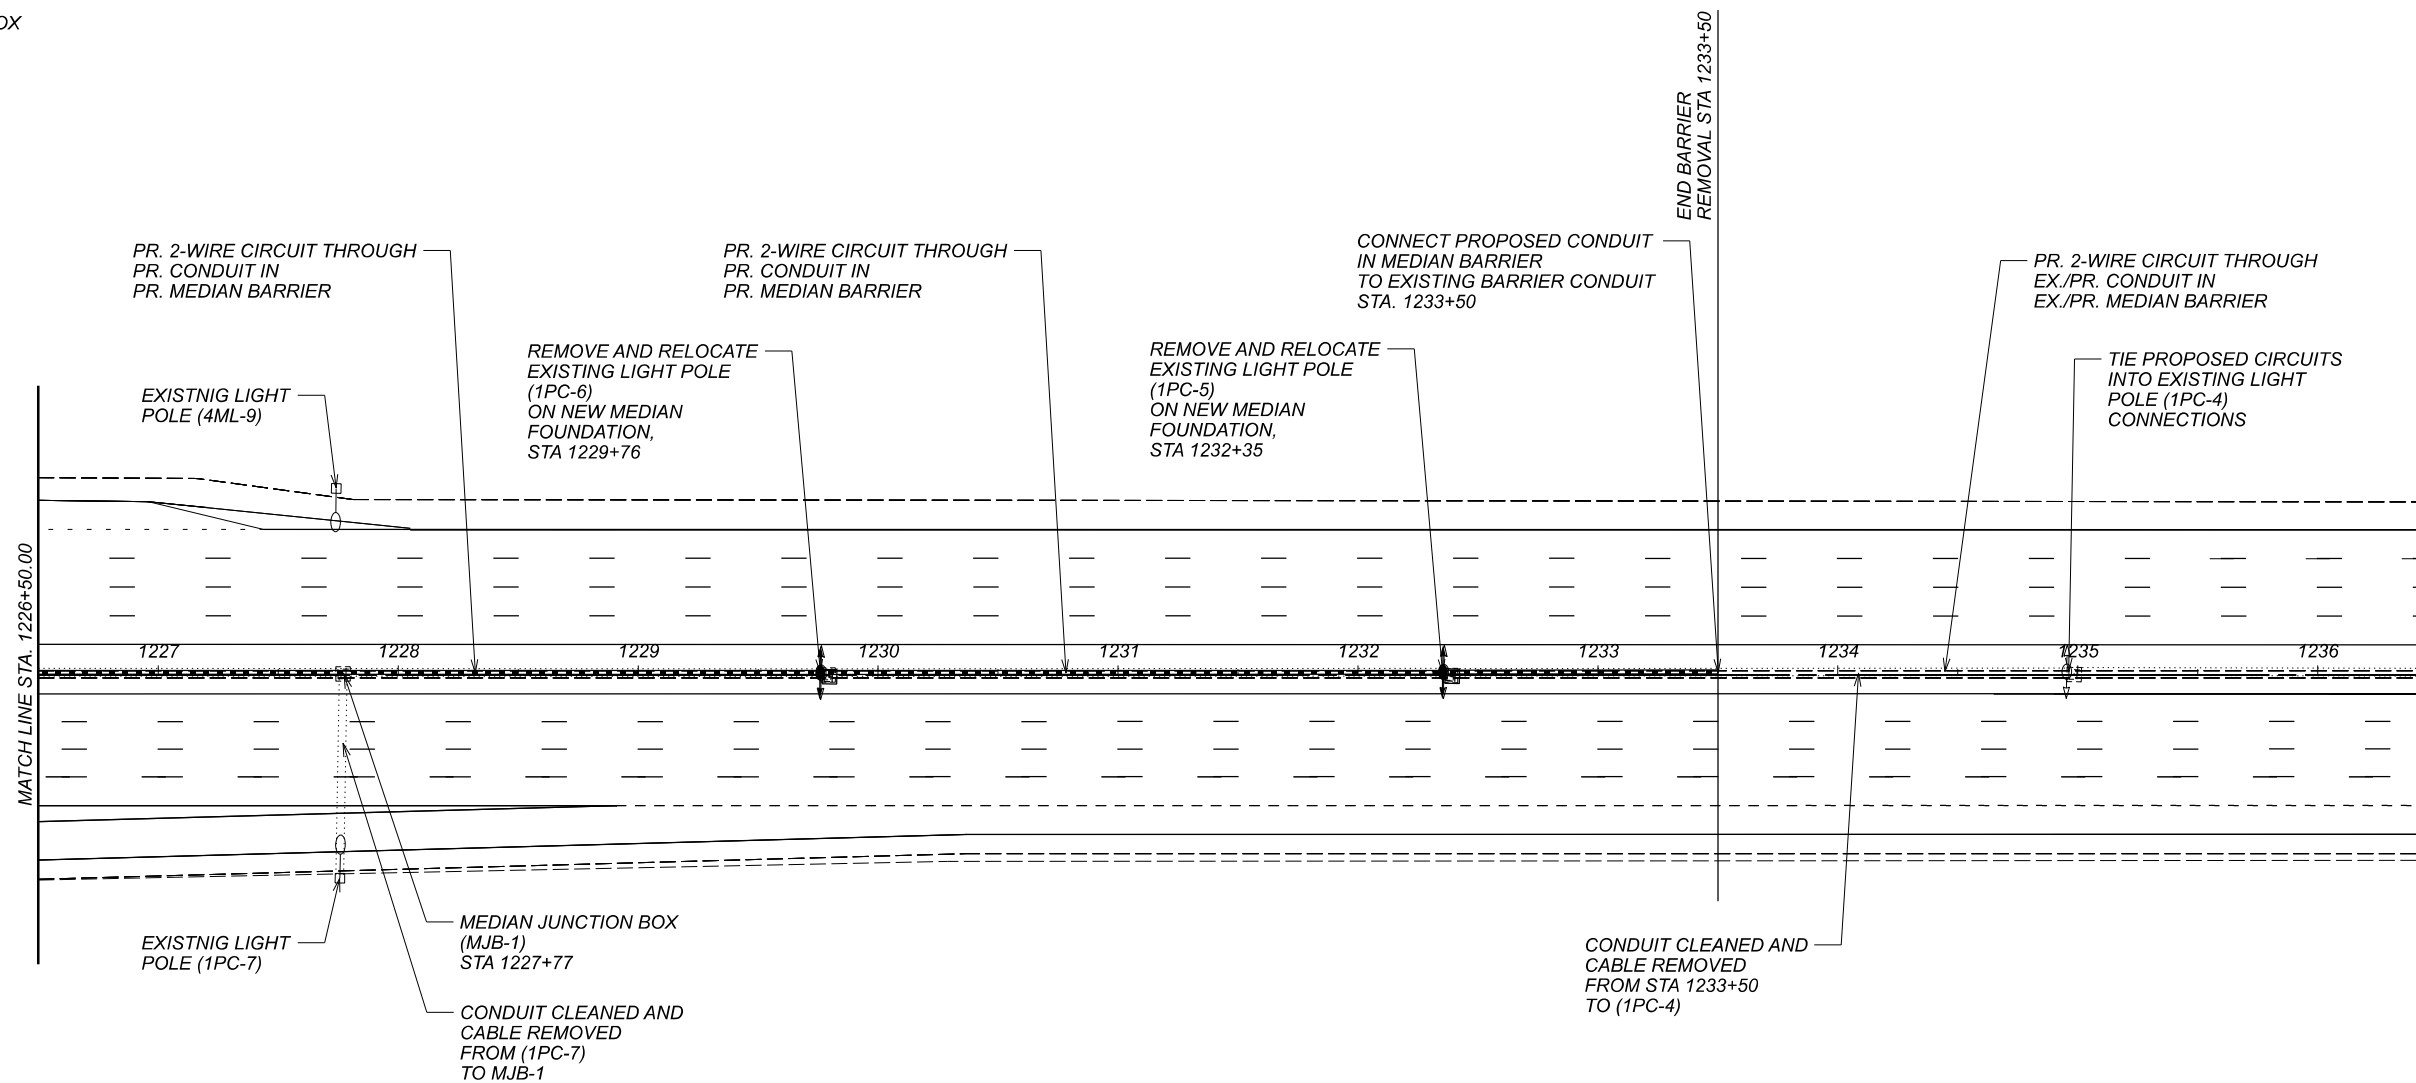 OX
END BARRIER
REMOVAL STA 1233+50
PR. 2-WIRE CIRCUIT THROUGH
PR. CONDUIT IN
PR. MEDIAN BARRIER
PR. 2-WIRE CIRCUIT THROUGH
PR. CONDUIT IN
PR. MEDIAN BARRIER
CONNECT PROPOSED CONDUIT
IN MEDIAN BARRIER
TO EXISTING BARRIER CONDUIT
STA. 1233+50
PR. 2-WIRE CIRCUIT THROUGH
EX./PR. CONDUIT IN
EX./PR. MEDIAN BARRIER
EXISTNIG LIGHT
POLE (4ML-9)
REMOVE AND RELOCATE
EXISTING LIGHT POLE
(1PC-6)
ON NEW MEDIAN
FOUNDATION,
STA 1229+76
REMOVE AND RELOCATE
EXISTING LIGHT POLE
(1PC-5)
ON NEW MEDIAN
FOUNDATION,
STA 1232+35
TIE PROPOSED CIRCUITS
INTO EXISTING LIGHT
POLE (1PC-4)
CONNECTIONS
MATCH LINE STA. 1226+50.00
1227 1228 1229 1230 1231 1232 1233 1234 1235 1236
EXISTNIG LIGHT
POLE (1PC-7)
MEDIAN JUNCTION BOX
(MJB-1)
STA 1227+77
CONDUIT CLEANED AND
CABLE REMOVED
FROM (1PC-7)
TO MJB-1
CONDUIT CLEANED AND
CABLE REMOVED
FROM STA 1233+50
TO (1PC-4)